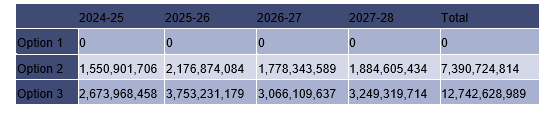 2024-25 2025-26 2026-27 2027-28 Total
Option 1 0 0 0 0 0
Option 2 1,550,901,706 2,176,874,084 1,778,343,589 1,884,605,434 7,390,724,814
Option 3 2,673,968,458 3,753,231,179 3,066,109,637 3,249,319,714 12,742,628,989